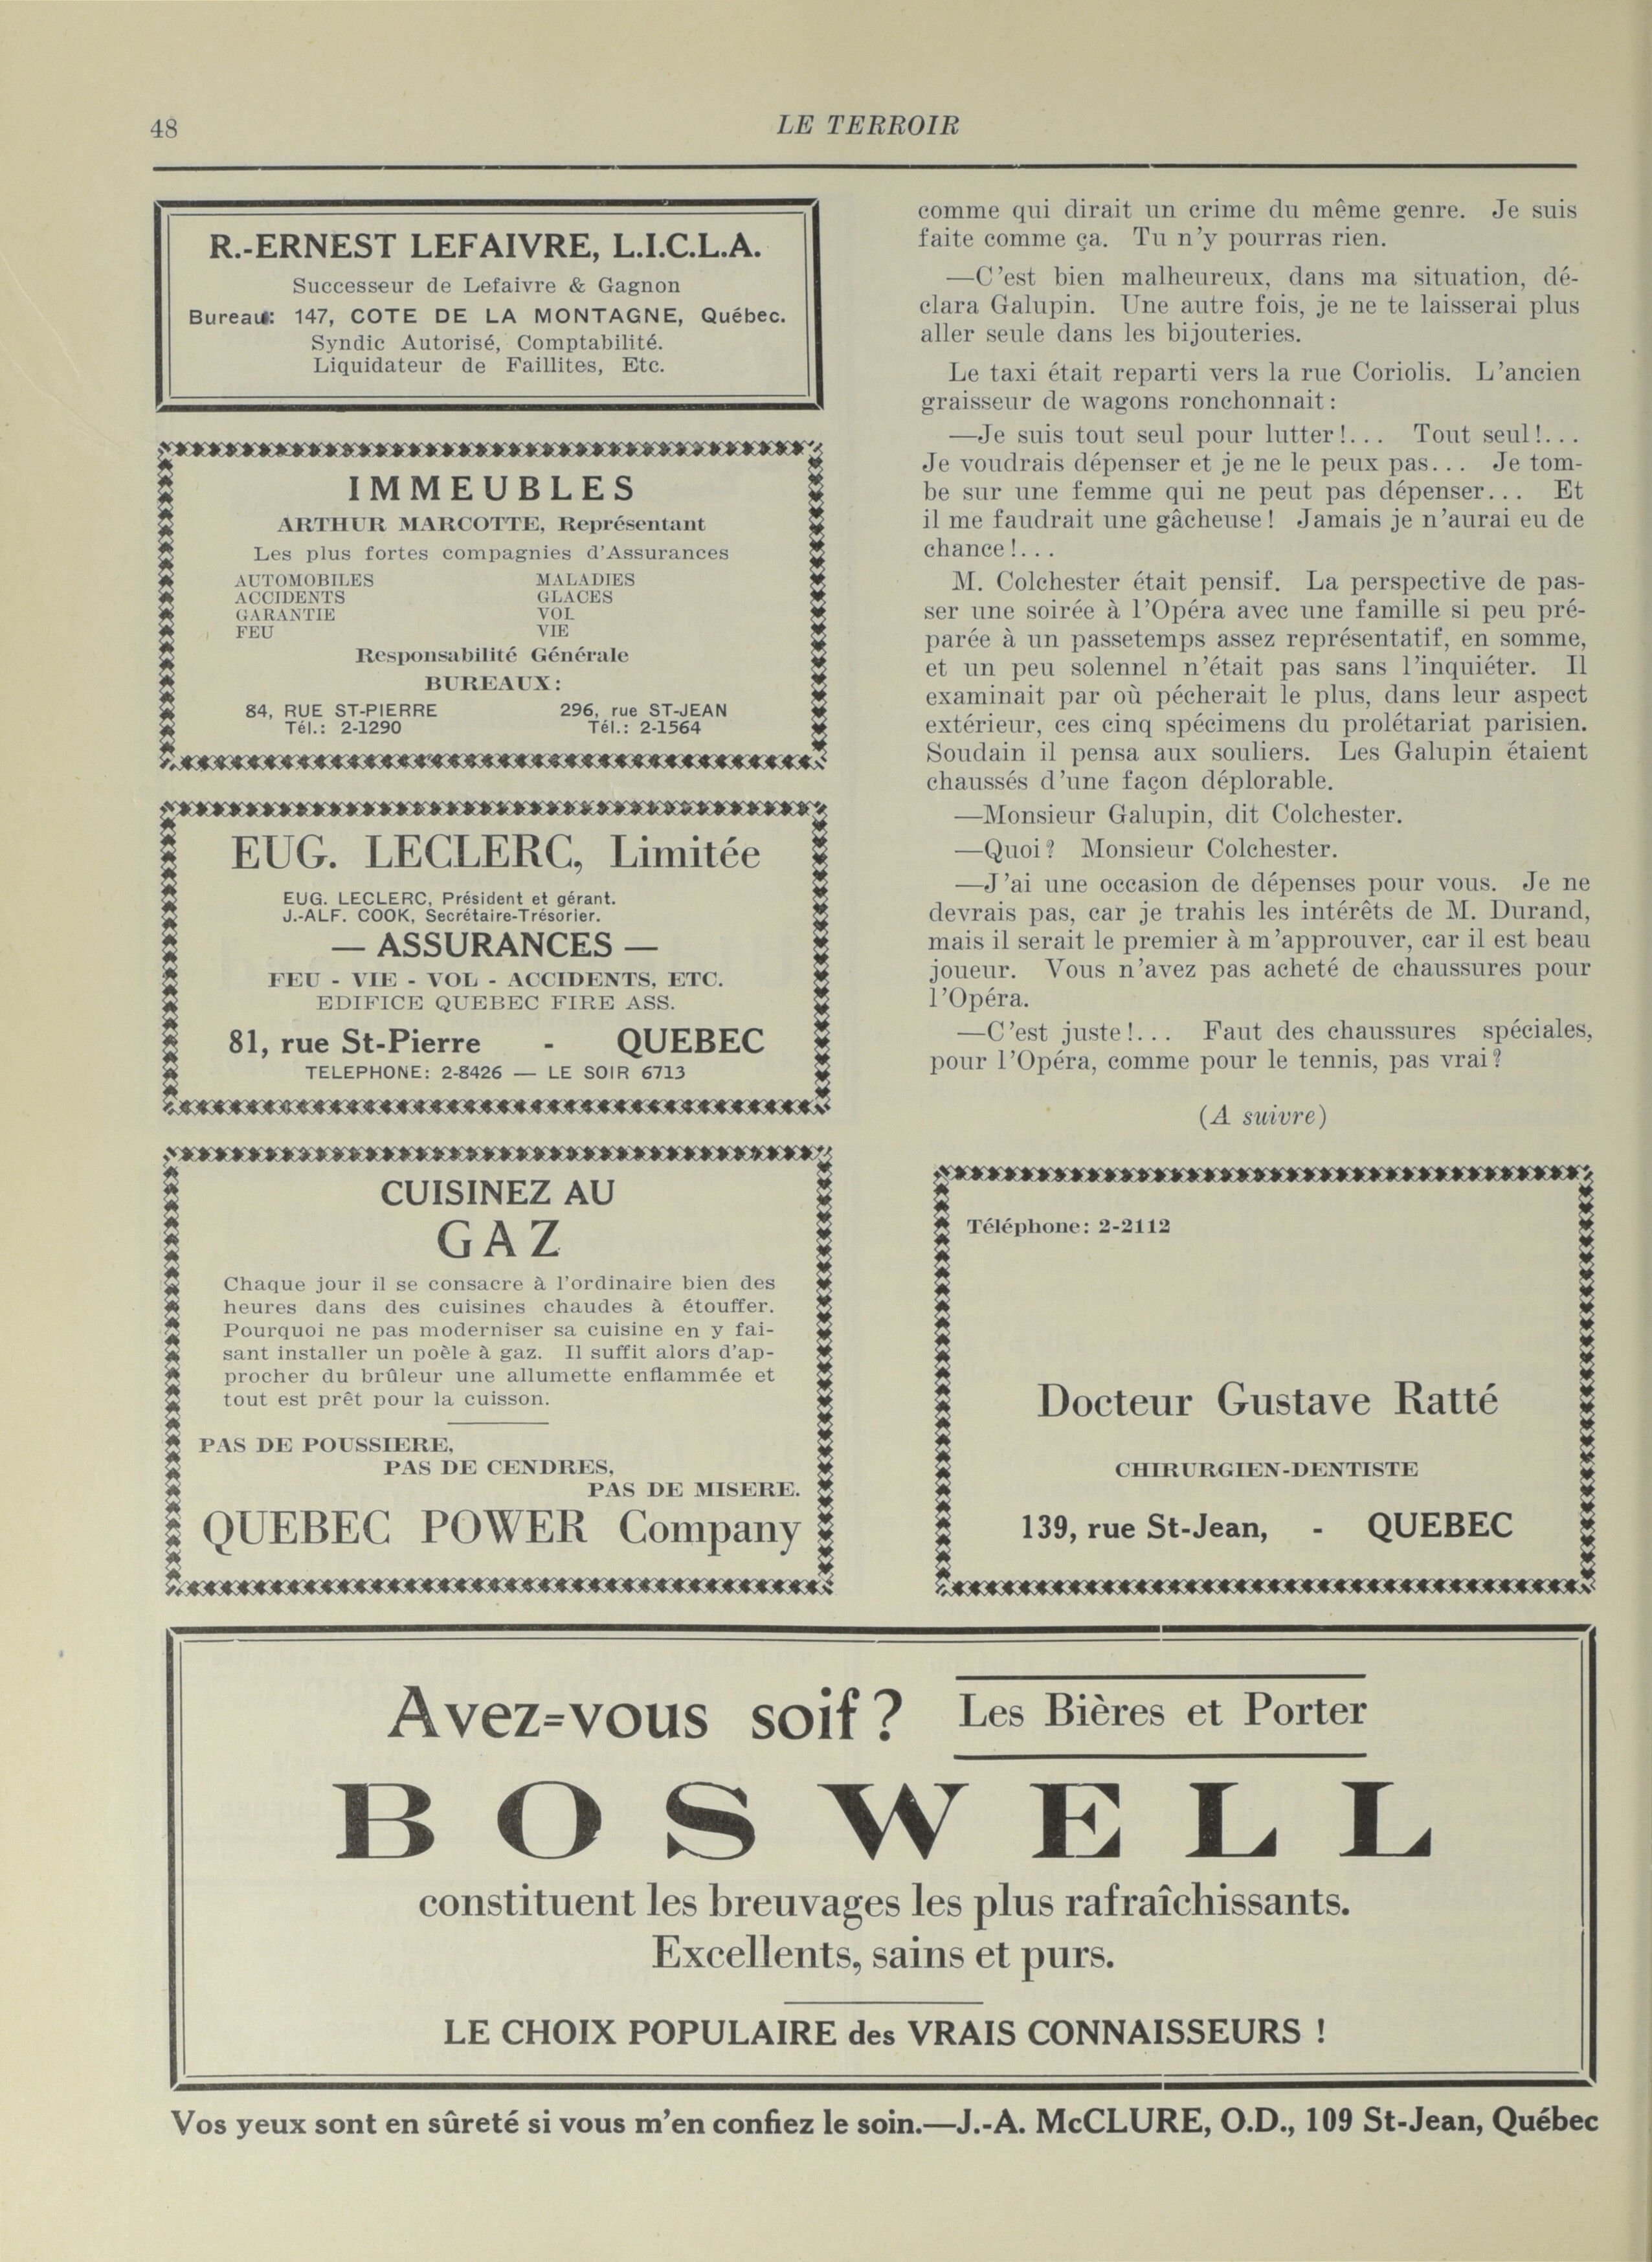 48
LE TERROIR
R.-ERNEST LEFAIVRE, L.I.C.L.A.
Successeur de Lefaivre & Gagnon
Bureau: 147, COTE DE LA MONTAGNE, Québec.
Syndic Autorisé, Comptabilité.
Liquidateur de Faillites, Etc.
IMMEUBLES
ARTHUR MARCOTTE, Représentant
Les plus fortes compagnies d'Assurances
AUTOMOBILES MALADIES
ACCIDENTS GLACES
GARANTIE VOL
FEU VIE
Responsabilité Générale
BUREAUX:
84, RUE ST-PIERRE 296, rue ST-JEAN
Tél.: 2-1290 Tél.: 2-1564
EUG. LECLERC, Limitée
EUG. LECLERC, Président et gérant.
J.-ALF. COOK, Secrétaire-Trésorier.
— ASSURANCES —
FEU - VIE - VOL - ACCIDENTS, ETC.
EDIFICE QUEBEC FIRE ASS.
81, rue St-Pierre - QUEBEC
TELEPHONE: 2-8426 — LE SOIR 6713
CUISINEZ AU
GAZ
Chaque jour il se consacre à l'ordinaire bien des
heures dans des cuisines chaudes à étouffer.
Pourquoi ne pas moderniser sa cuisine en y fai-
sant installer un poèle à gaz. Il suffit alors d'ap-
procher du brûleur une allumette enflammée et
tout est prêt pour la cuisson.
PAS DE POUSSIERE,
PAS DE CENDRES,
PAS DE MISERE.
QUEBEC POWER Company
comme qui dirait un crime du même genre. Je suis
faite comme ça. Tu n'y pourras rien.
—C'est bien malheureux, dans ma situation, dé-
clara Galupin. Une autre fois, je ne te laisserai plus
aller seule dans les bijouteries.
Le taxi était reparti vers la rue Coriolis. L'ancien
graisseur de wagons ronchonnait:
—Je suis tout seul pour lutter!... Tout seul!...
Je voudrais dépenser et je ne le peux pas... Je tom-
be sur une femme qui ne peut pas dépenser... Et
il me faudrait une gâcheuse! Jamais je n'aurai eu de
chance!...
M. Colchester était pensif. La perspective de pas-
ser une soirée à l'Opéra avec une famille si peu pré-
parée à un passetemps assez représentatif, en somme,
et un peu solennel n'était pas sans l'inquiéter. Il
examinait par où pécherait le plus, dans leur aspect
extérieur, ces cinq spécimens du prolétariat parisien.
Soudain il pensa aux souliers. Les Galupin étaient
chaussés d'une façon déplorable.
—Monsieur Galupin, dit Colchester.
—Quoi? Monsieur Colchester.
—J'ai une occasion de dépenses pour vous. Je ne
devrais pas, car je trahis les intérêts de M. Durand,
mais il serait le premier à m'approuver, car il est beau
joueur. Vous n'avez pas acheté de chaussures pour
l'Opéra.
—C'est juste!... Faut des chaussures spéciales,
pour l'Opéra, comme pour le tennis, pas vrai?
(A suivre)
Téléphone: 2-2112
Docteur Gustave Ratté
CHIRURGIEN-DENTISTE
139, rue St-Jean, - QUEBEC
Avez-vous soif? Les Bières et Porter
BOSWELL
constituent les breuvages les plus rafraîchissants.
Excellents, sains et purs.
LE CHOIX POPULAIRE des VRAIS CONNAISSEURS !
Vos yeux sont en sûreté si vous m'en confiez le soin.—J.-A. McCLURE, O.D., 109 St-Jean, Québec